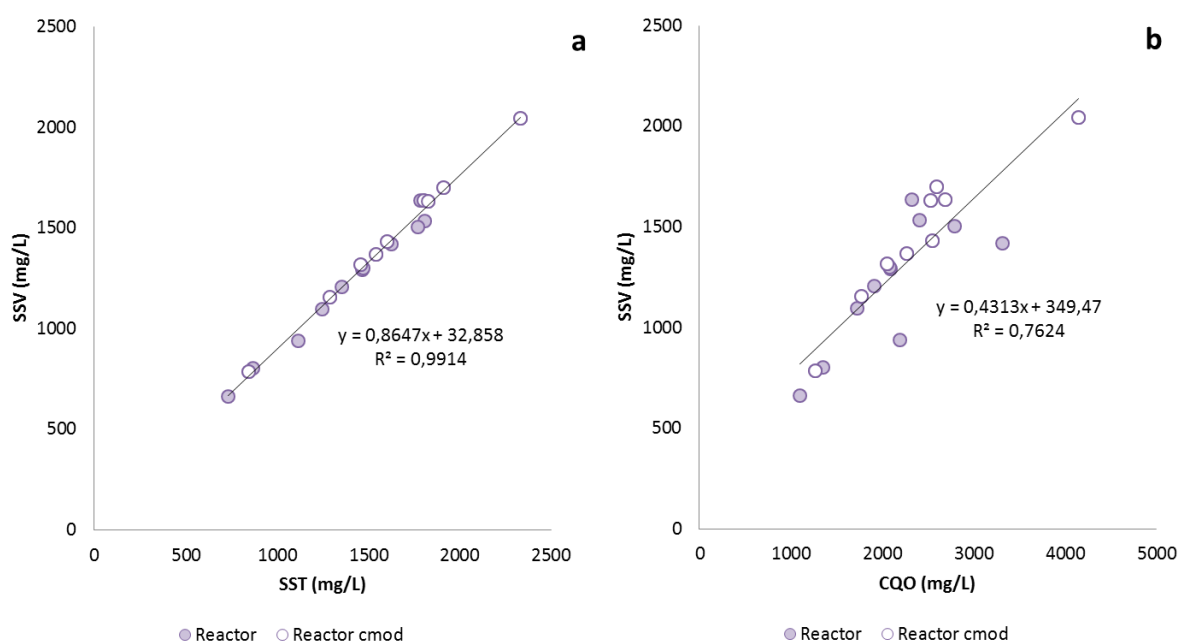 a
2500
2000
1500
1000
500
0
SSV (mg/L)
y = 0,8647x + 32,858
R² = 0,9914
0 500 1000 1500 2000 2500
SST (mg/L)
Reactor Reactor cmod
b
2500
2000
1500
1000
500
0
SSV (mg/L)
y = 0,4313x + 349,47
R² = 0,7624
0 1000 2000 3000 4000 5000
CQO (mg/L)
Reactor Reactor cmod